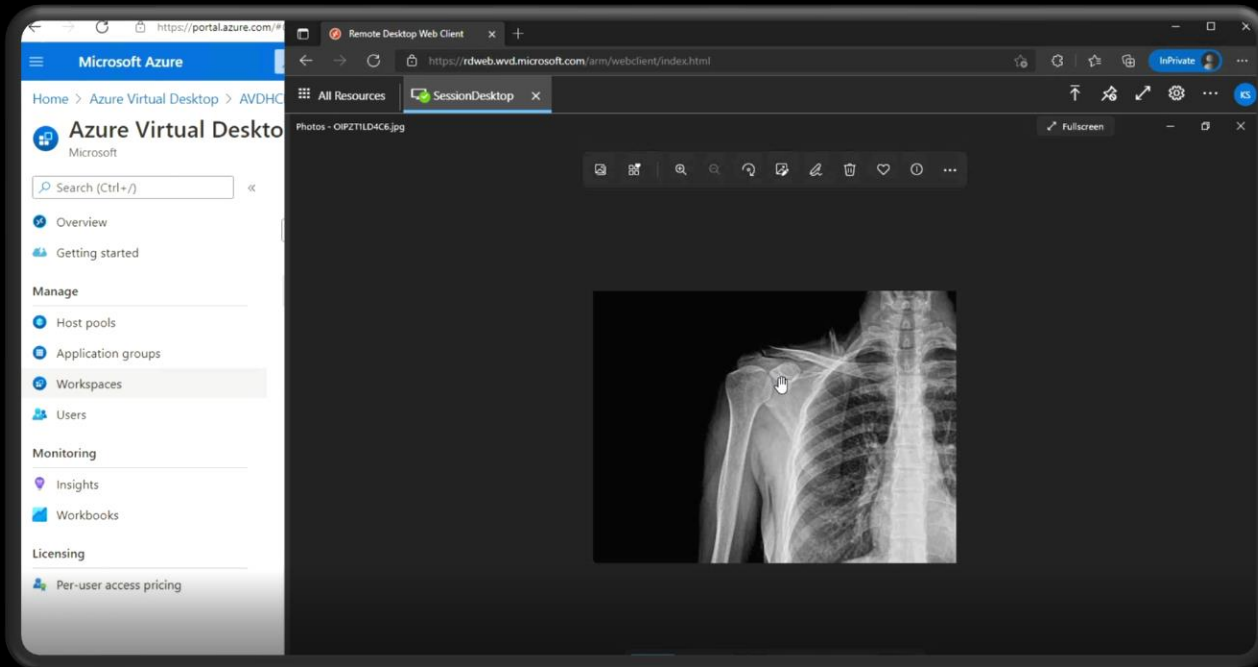 https://portal.azure.com/#
Microsoft Azure
Home > Azure Virtual Desktop > AVDHC
Azure Virtual Deskto
Microsoft
Search (Ctrl+/)
«
Overview
Getting started
Manage
Host pools
Application groups
Workspaces
Users
Monitoring
Insights
Workbooks
Licensing
Per-user access pricing
Remote Desktop Web Client
https://rdweb.wvd.microsoft.com/arm/webclient/index.html
InPrivate
All Resources
SessionDesktop
KS
Photos - OIPZT1LD4C6.jpg
Fullscreen